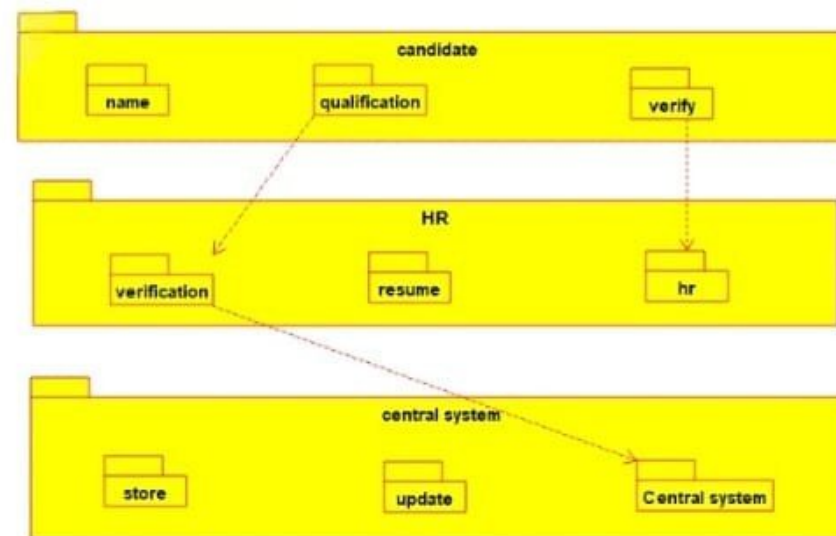 candidate
name
qualification
verify
HR
verification
resume
hr
central system
store
update
Central system